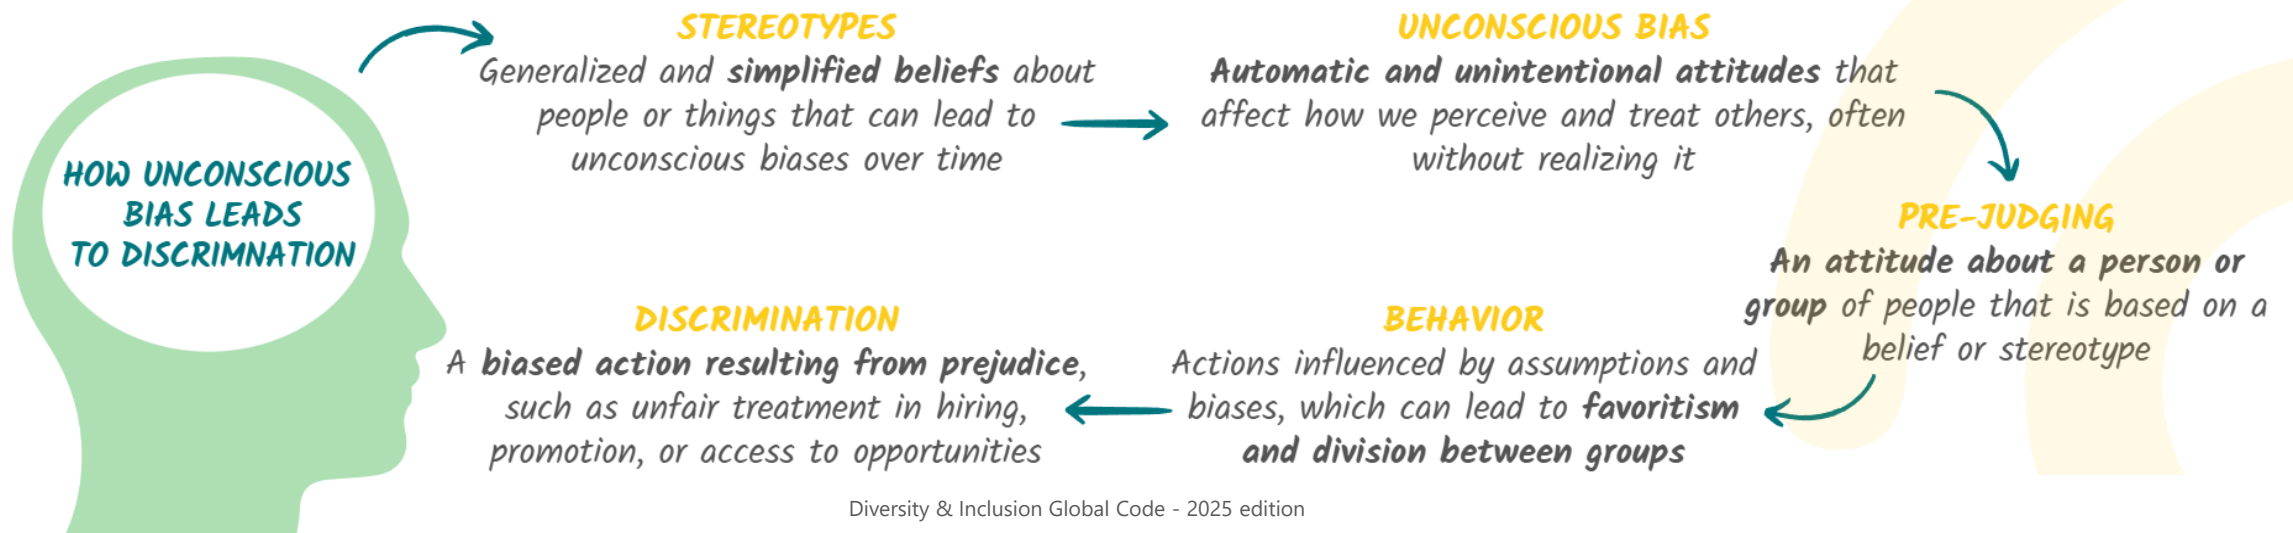 HOW UNCONSCIOUS
BIAS LEADS
TO DISCRIMNATION
STEREOTYPES
Generalized and simplified beliefs about
people or things that can lead to
unconscious biases over time
UNCONSCIOUS BIAS
Automatic and unintentional attitudes that
affect how we perceive and treat others, often
without realizing it
PRE-JUDGING
An attitude about a person or
group of people that is based on a
belief or stereotype
BEHAVIOR
Actions influenced by assumptions and
biases, which can lead to favoritism
and division between groups
DISCRIMINATION
A biased action resulting from prejudice,
such as unfair treatment in hiring,
promotion, or access to opportunities
Diversity & Inclusion Global Code - 2025 edition